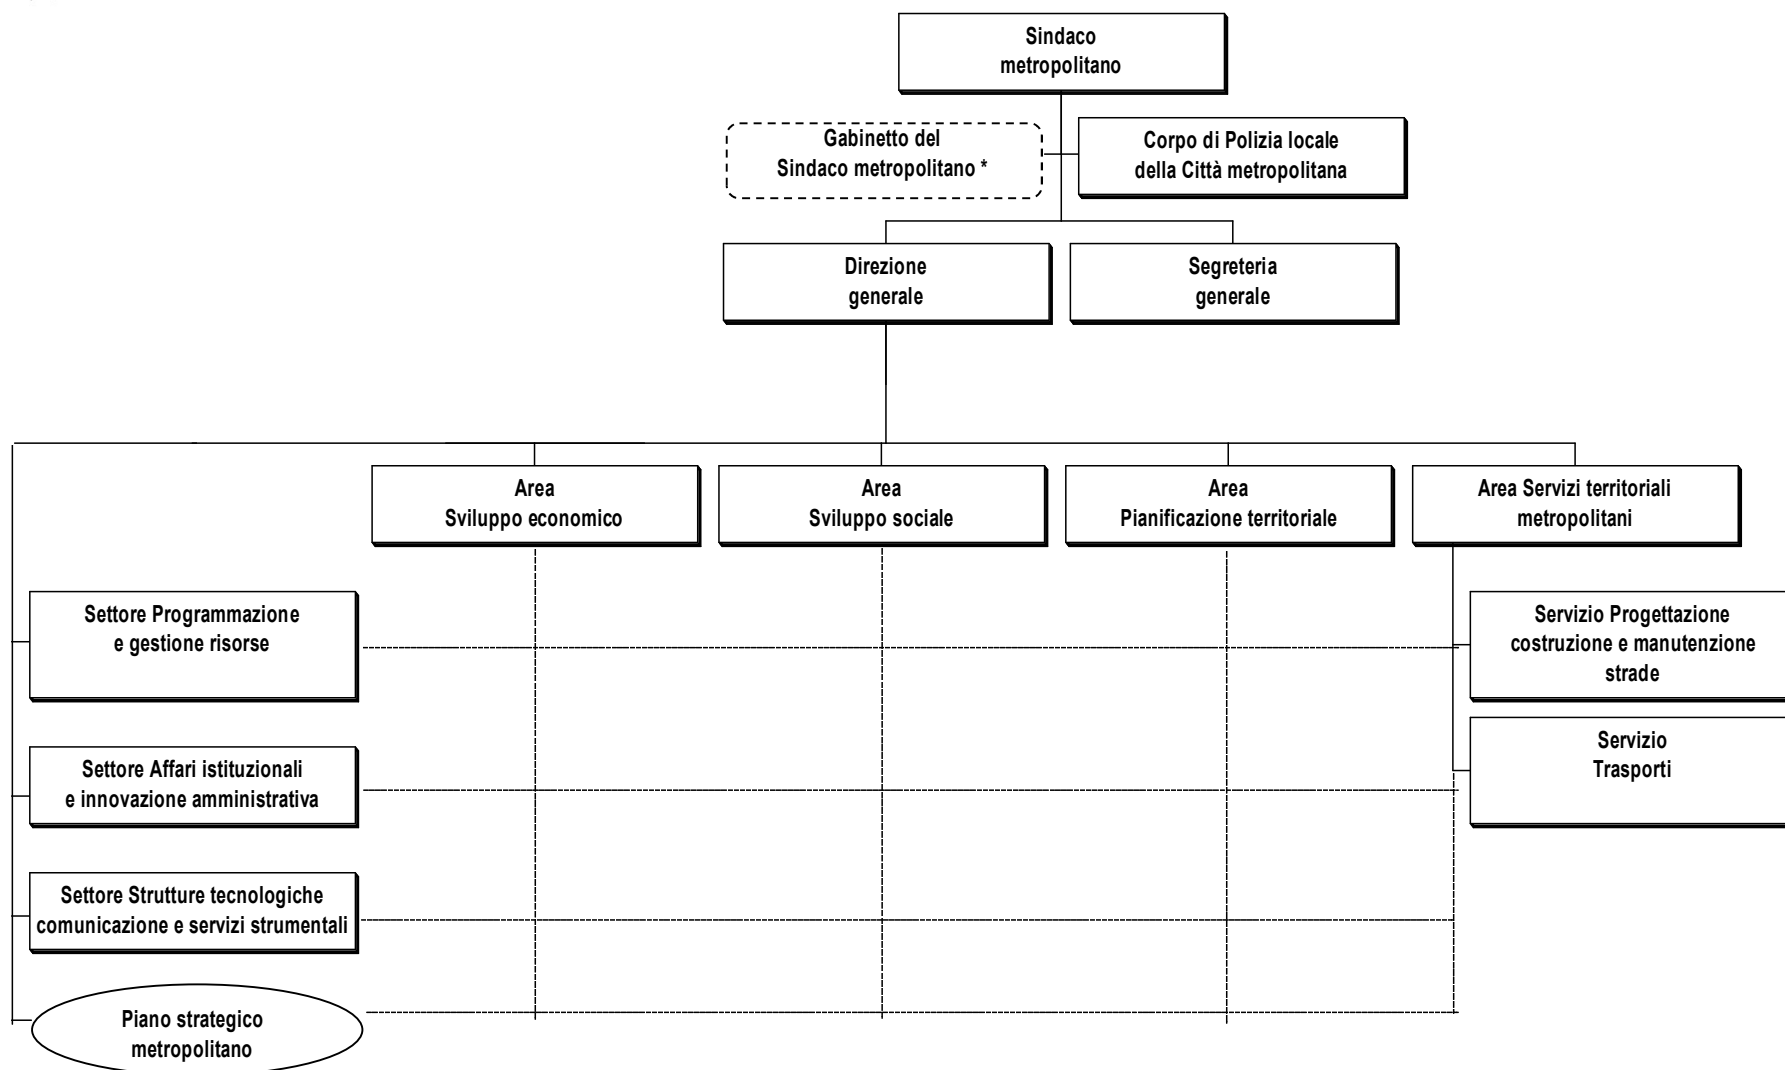 Sindaco
metropolitano
Gabinetto del
Sindaco metropolitano *
Corpo di Polizia locale
della Città metropolitana
Direzione
generale
Segreteria
generale
Area
Sviluppo economico
Area
Sviluppo sociale
Area
Pianificazione territoriale
Area Servizi territoriali
metropolitani
Settore Programmazione
e gestione risorse
Servizio Progettazione
costruzione e manutenzione
strade
Settore Affari istituzionali
e innovazione amministrativa
Servizio
Trasporti
Settore Strutture tecnologiche
comunicazione e servizi strumentali
Piano strategico
metropolitano